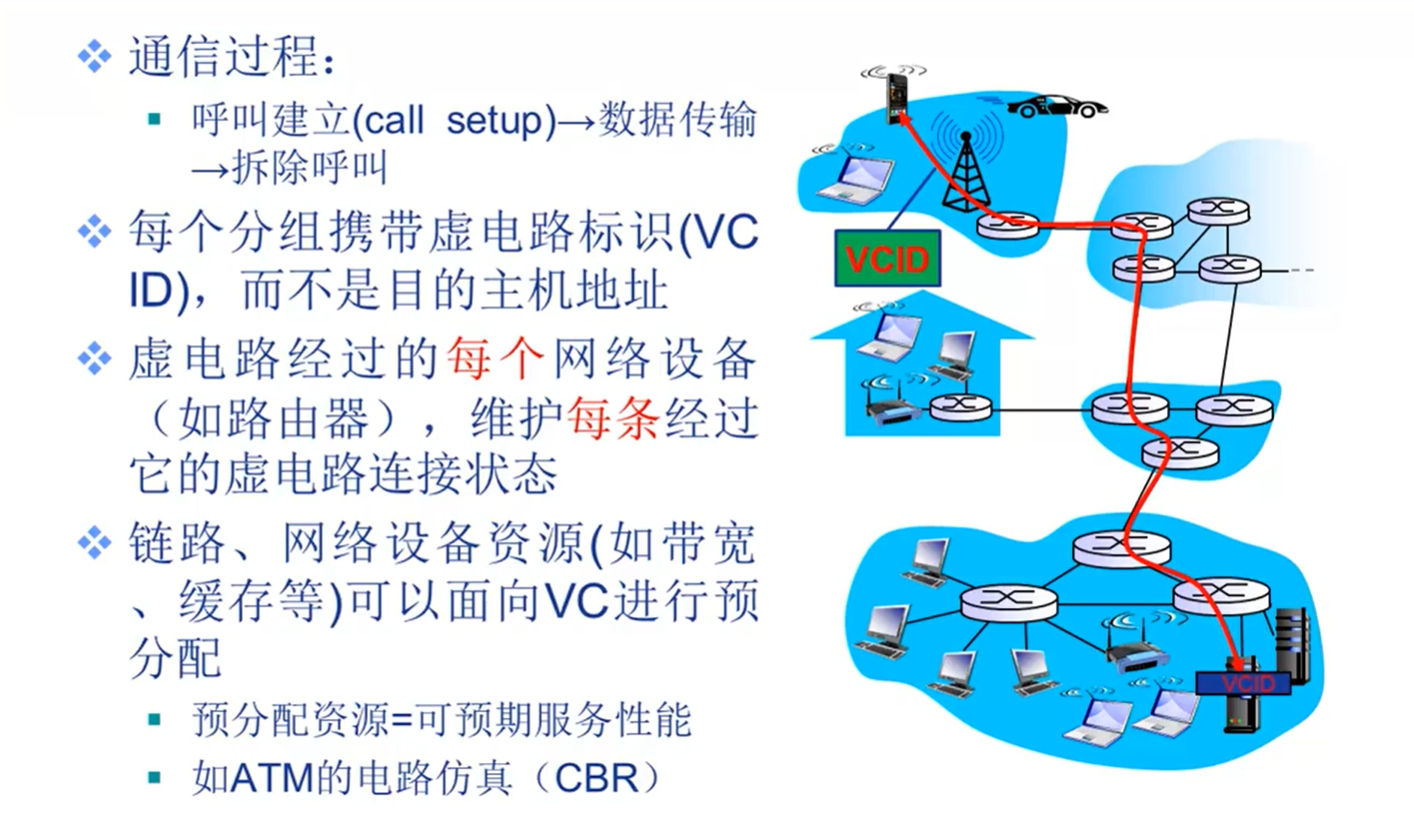 通信过程：
呼叫建立(call setup)→数据传输
→拆除呼叫
每个分组携带虚电路标识(VC
ID)，而不是目的主机地址
虚电路经过的每个网络设备
（如路由器），维护每条经过
它的虚电路连接状态
链路、网络设备资源(如带宽
、缓存等)可以面向VC进行预
分配
预分配资源=可预期服务性能
如ATM的电路仿真（CBR）
VCID
VCID